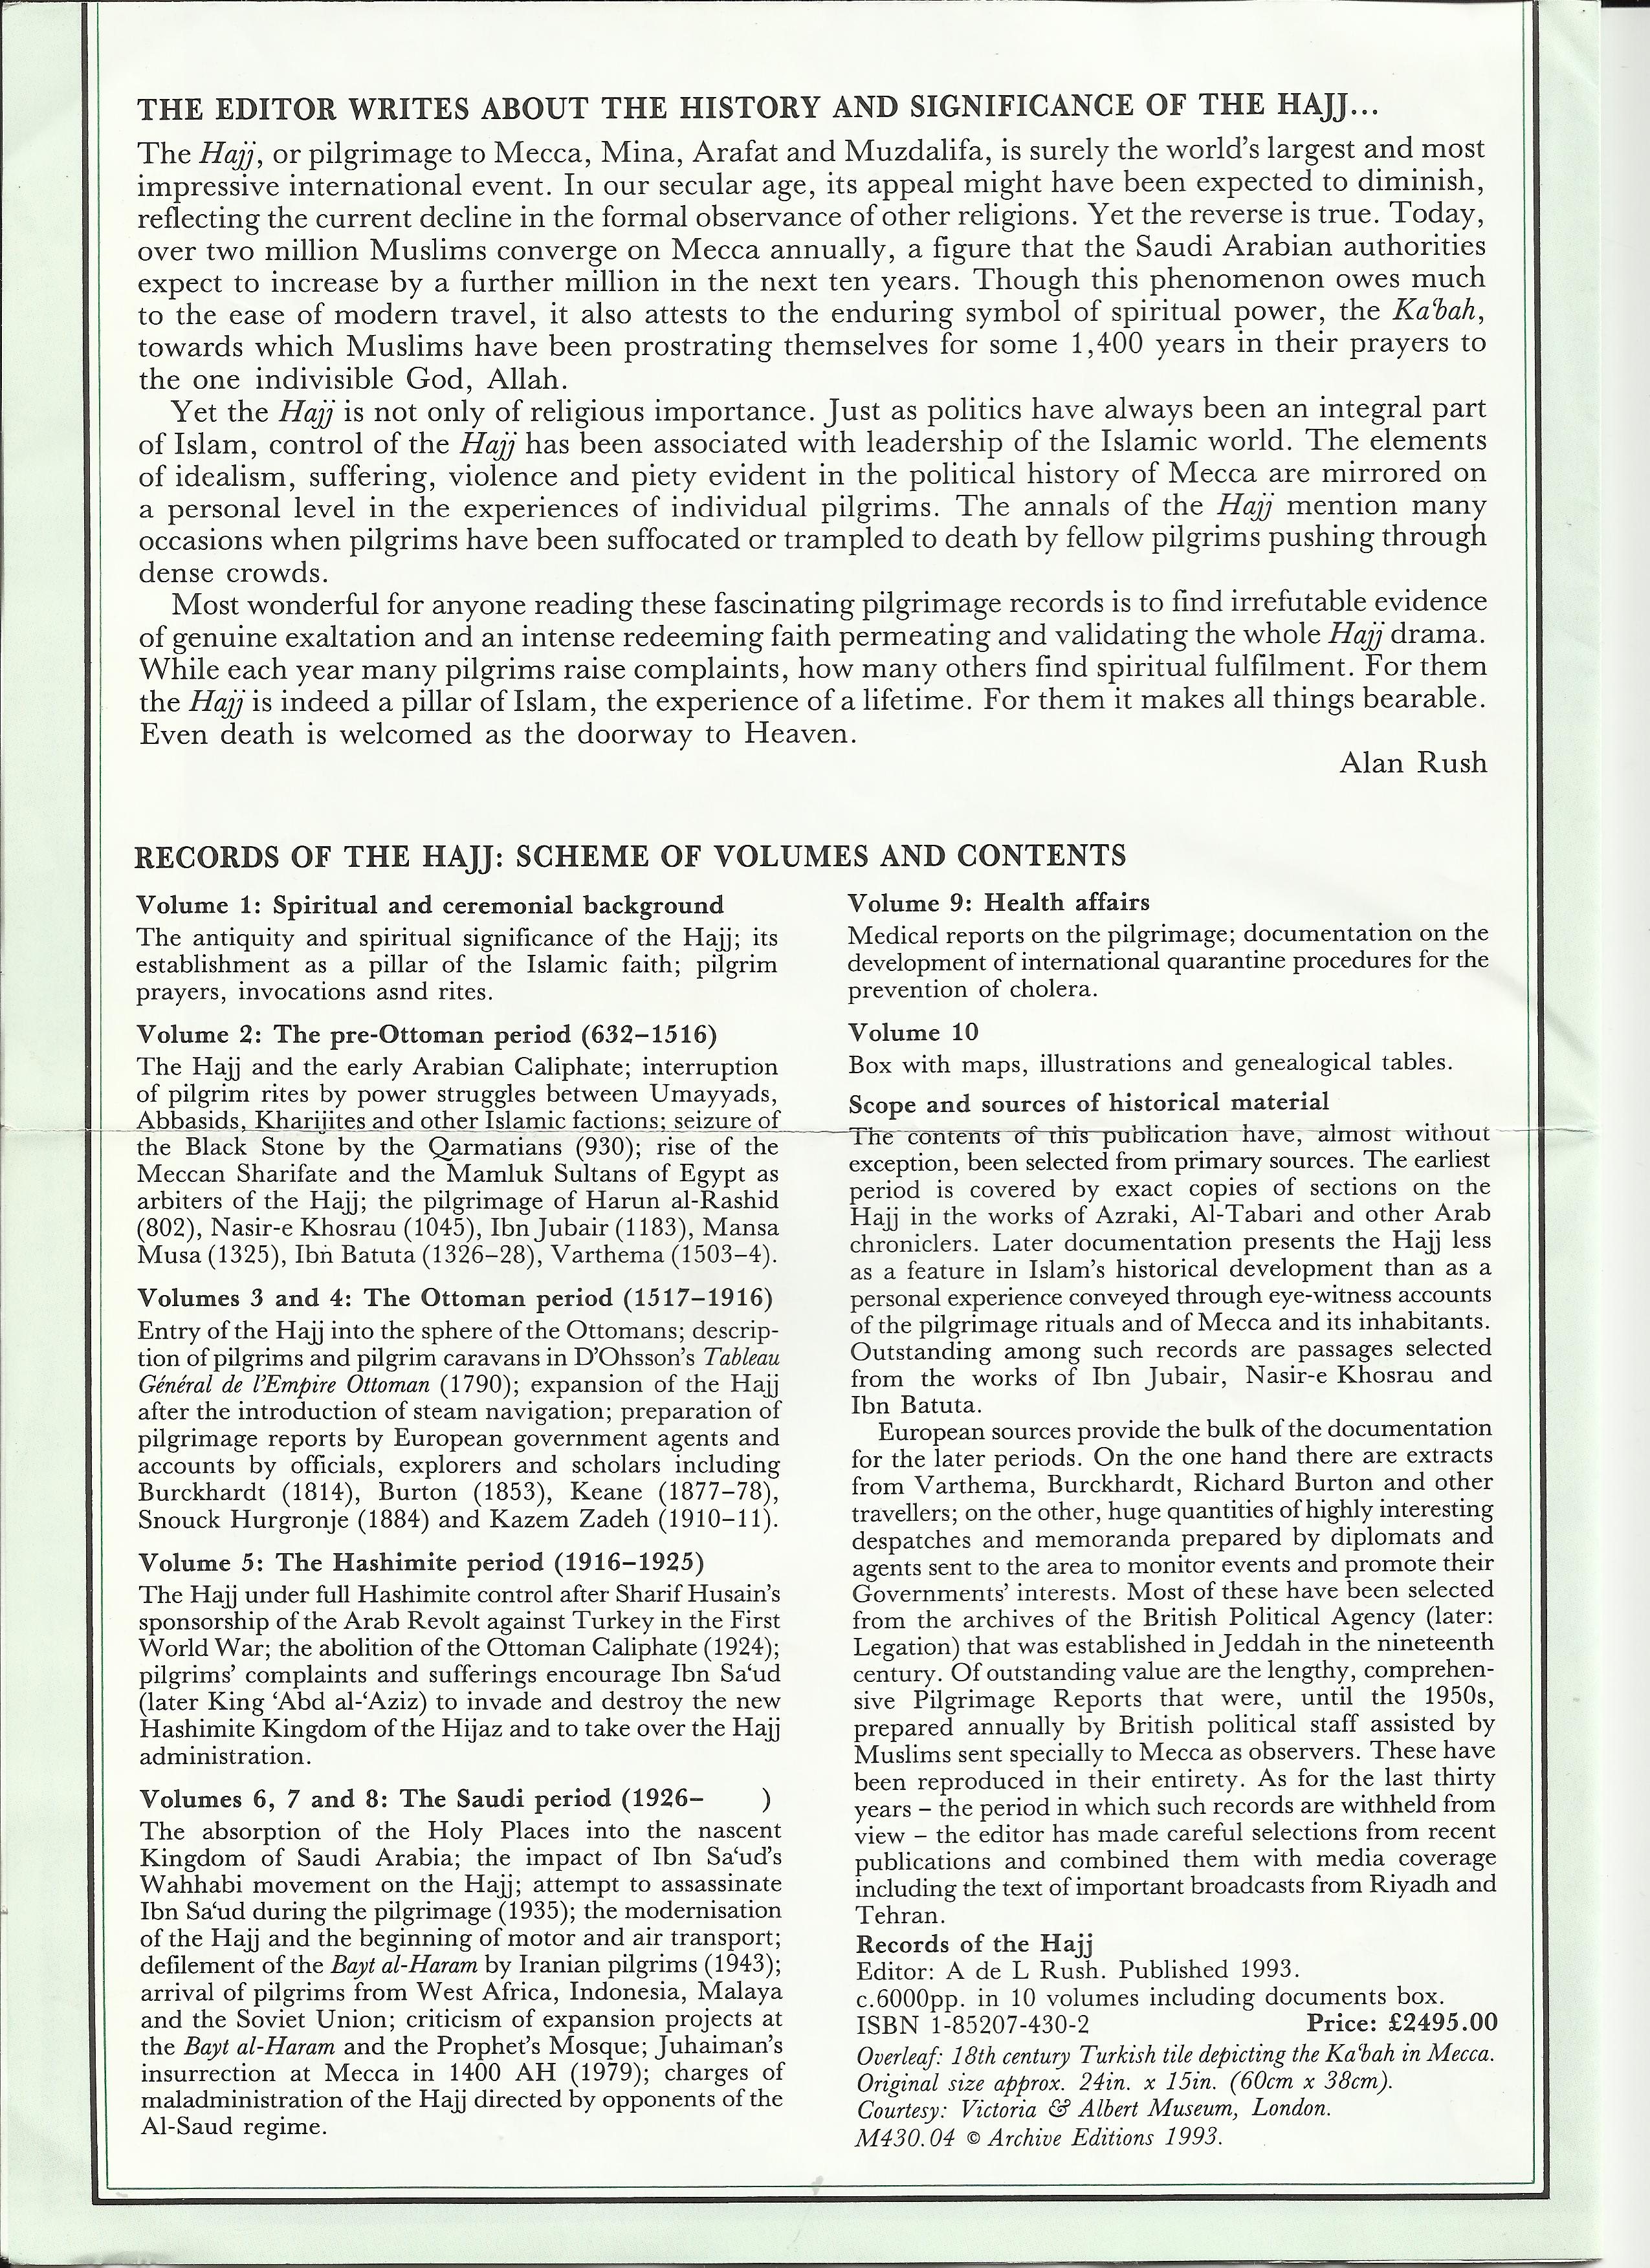 THE EDITOR WRITES ABOUT THE HISTORY AND SIGNIFICANCE OF THE HAJJ...
The Hajj, or pilgrimage to Mecca, Mina, Arafat and Muzdalifa, is surely the world's largest and most
impressive international event. In our secular age, its appeal might have been expected to diminish,
reflecting the current decline in the formal observance of other religions. Yet the reverse is true. Today,
over two million Muslims converge on Mecca annually, a figure that the Saudi Arabian authorities
expect to increase by a further million in the next ten years. Though this phenomenon owes much
to the ease of modern travel, it also attests to the enduring symbol of spiritual power, the Ka'bah,
towards which Muslims have been prostrating themselves for some 1,400 years in their prayers to
the one indivisible God, Allah.
Yet the Hajj is not only of religious importance. Just as politics have always been an integral part
of Islam, control of the Hajj has been associated with leadership of the Islamic world. The elements
of idealism, suffering, violence and piety evident in the political history of Mecca are mirrored on
a personal level in the experiences of individual pilgrims. The annals of the Hajj mention many
occasions when pilgrims have been suffocated or trampled to death by fellow pilgrims pushing through
dense crowds.
Most wonderful for anyone reading these fascinating pilgrimage records is to find irrefutable evidence
of genuine exaltation and an intense redeeming faith permeating and validating the whole Hajj drama.
While each year many pilgrims raise complaints, how many others find spiritual fulfilment. For them
the Hajj is indeed a pillar of Islam, the experience of a lifetime. For them it makes all things bearable.
Even death is welcomed as the doorway to Heaven.
Alan Rush
RECORDS OF THE HAJJ: SCHEME OF VOLUMES AND CONTENTS
Volume 1: Spiritual and ceremonial background
The antiquity and spiritual significance of the Hajj; its
establishment as a pillar of the Islamic faith; pilgrim
prayers, invocations asnd rites.
Volume 2: The pre-Ottoman period (632–1516)
The Hajj and the early Arabian Caliphate; interruption
of pilgrim rites by power struggles between Umayyads,
Abbasids, Kharijites and other Islamic factions; seizure of
the Black Stone by the Qarmatians (930); rise of the
Meccan Sharifate and the Mamluk Sultans of Egypt as
arbiters of the Hajj; the pilgrimage of Harun al-Rashid
(802), Nasir-e Khosrau (1045), Ibn Jubair (1183), Mansa
Musa (1325), Ibn Batuta (1326–28), Varthema (1503–4).
Volumes 3 and 4: The Ottoman period (1517–1916)
Entry of the Hajj into the sphere of the Ottomans; descrip-
tion of pilgrims and pilgrim caravans in D'Ohsson's Tableau
Général de l'Empire Ottoman (1790); expansion of the Hajj
after the introduction of steam navigation; preparation of
pilgrimage reports by European government agents and
accounts by officials, explorers and scholars including
Burckhardt (1814), Burton (1853), Keane (1877–78),
Snouck Hurgronje (1884) and Kazem Zadeh (1910–11).
Volume 5: The Hashimite period (1916–1925)
The Hajj under full Hashimite control after Sharif Husain's
sponsorship of the Arab Revolt against Turkey in the First
World War; the abolition of the Ottoman Caliphate (1924);
pilgrims' complaints and sufferings encourage Ibn Sa'ud
(later King 'Abd al-'Aziz) to invade and destroy the new
Hashimite Kingdom of the Hijaz and to take over the Hajj
administration.
Volumes 6, 7 and 8: The Saudi period (1926– )
The absorption of the Holy Places into the nascent
Kingdom of Saudi Arabia; the impact of Ibn Sa'ud's
Wahhabi movement on the Hajj; attempt to assassinate
Ibn Sa'ud during the pilgrimage (1935); the modernisation
of the Hajj and the beginning of motor and air transport;
defilement of the Bayt al-Haram by Iranian pilgrims (1943);
arrival of pilgrims from West Africa, Indonesia, Malaya
and the Soviet Union; criticism of expansion projects at
the Bayt al-Haram and the Prophet's Mosque; Juhaiman's
insurrection at Mecca in 1400 AH (1979); charges of
maladministration of the Hajj directed by opponents of the
Al-Saud regime.
Volume 9: Health affairs
Medical reports on the pilgrimage; documentation on the
development of international quarantine procedures for the
prevention of cholera.
Volume 10
Box with maps, illustrations and genealogical tables.
Scope and sources of historical material
The contents of this publication have, almost without
exception, been selected from primary sources. The earliest
period is covered by exact copies of sections on the
Hajj in the works of Azraki, Al-Tabari and other Arab
chroniclers. Later documentation presents the Hajj less
as a feature in Islam's historical development than as a
personal experience conveyed through eye-witness accounts
of the pilgrimage rituals and of Mecca and its inhabitants.
Outstanding among such records are passages selected
from the works of Ibn Jubair, Nasir-e Khosrau and
Ibn Batuta.
European sources provide the bulk of the documentation
for the later periods. On the one hand there are extracts
from Varthema, Burckhardt, Richard Burton and other
travellers; on the other, huge quantities of highly interesting
despatches and memoranda prepared by diplomats and
agents sent to the area to monitor events and promote their
Governments' interests. Most of these have been selected
from the archives of the British Political Agency (later:
Legation) that was established in Jeddah in the nineteenth
century. Of outstanding value are the lengthy, comprehen-
sive Pilgrimage Reports that were, until the 1950s,
prepared annually by British political staff assisted by
Muslims sent specially to Mecca as observers. These have
been reproduced in their entirety. As for the last thirty
years – the period in which such records are withheld from
view – the editor has made careful selections from recent
publications and combined them with media coverage
including the text of important broadcasts from Riyadh and
Tehran.
Records of the Hajj
Editor: A de L Rush. Published 1993.
c.6000pp. in 10 volumes including documents box.
ISBN 1-85207-430-2 Price: £2495.00
Overleaf: 18th century Turkish tile depicting the Ka'bah in Mecca.
Original size approx. 24in. x 15in. (60cm x 38cm).
Courtesy: Victoria & Albert Museum, London.
M430.04 © Archive Editions 1993.